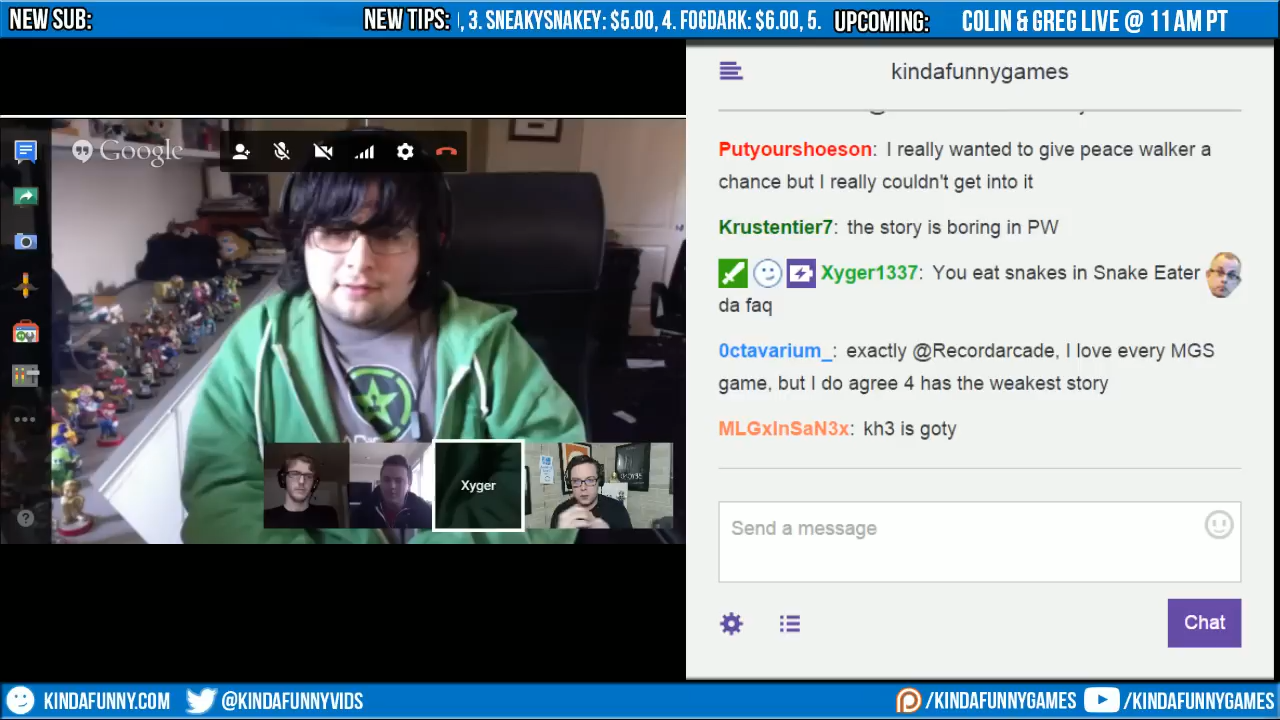 NEW SUB:
NEW TIPS: , 3. SNEAKYSNAKEY: $5.00, 4. FOGDARK: $6.00, 5.
UPCOMING: COLIN & GREG LIVE @ 11 AM PT
Google
Xyger
kindafunnygames
Putyourshoeson: I really wanted to give peace walker a
chance but I really couldn't get into it
Krustentier7: the story is boring in PW
Xyger1337: You eat snakes in Snake Eater
da faq
0ctavarium_: exactly @Recordarcade, I love every MGS
game, but I do agree 4 has the weakest story
MLGxInSaN3x: kh3 is goty
Send a message
Chat
KINDAFUNNY.COM
@KINDAFUNNYVIDS
/KINDAFUNNYGAMES
/KINDAFUNNYGAMES